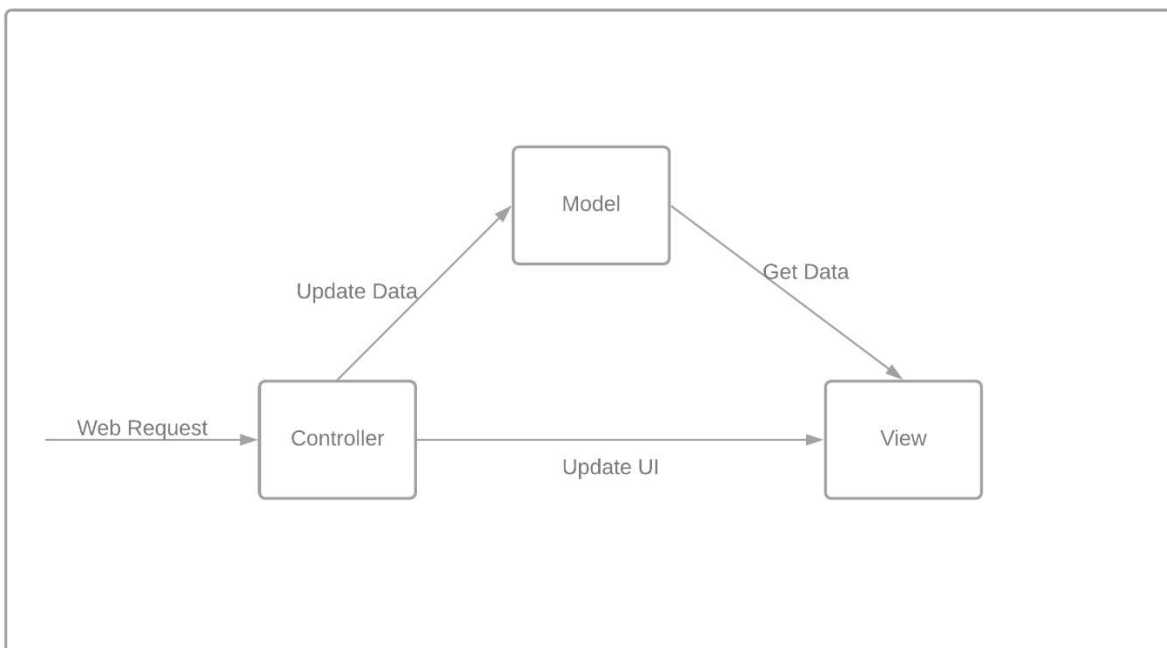 Model
Get Data
Update Data
Web Request
Controller
View
Update UI